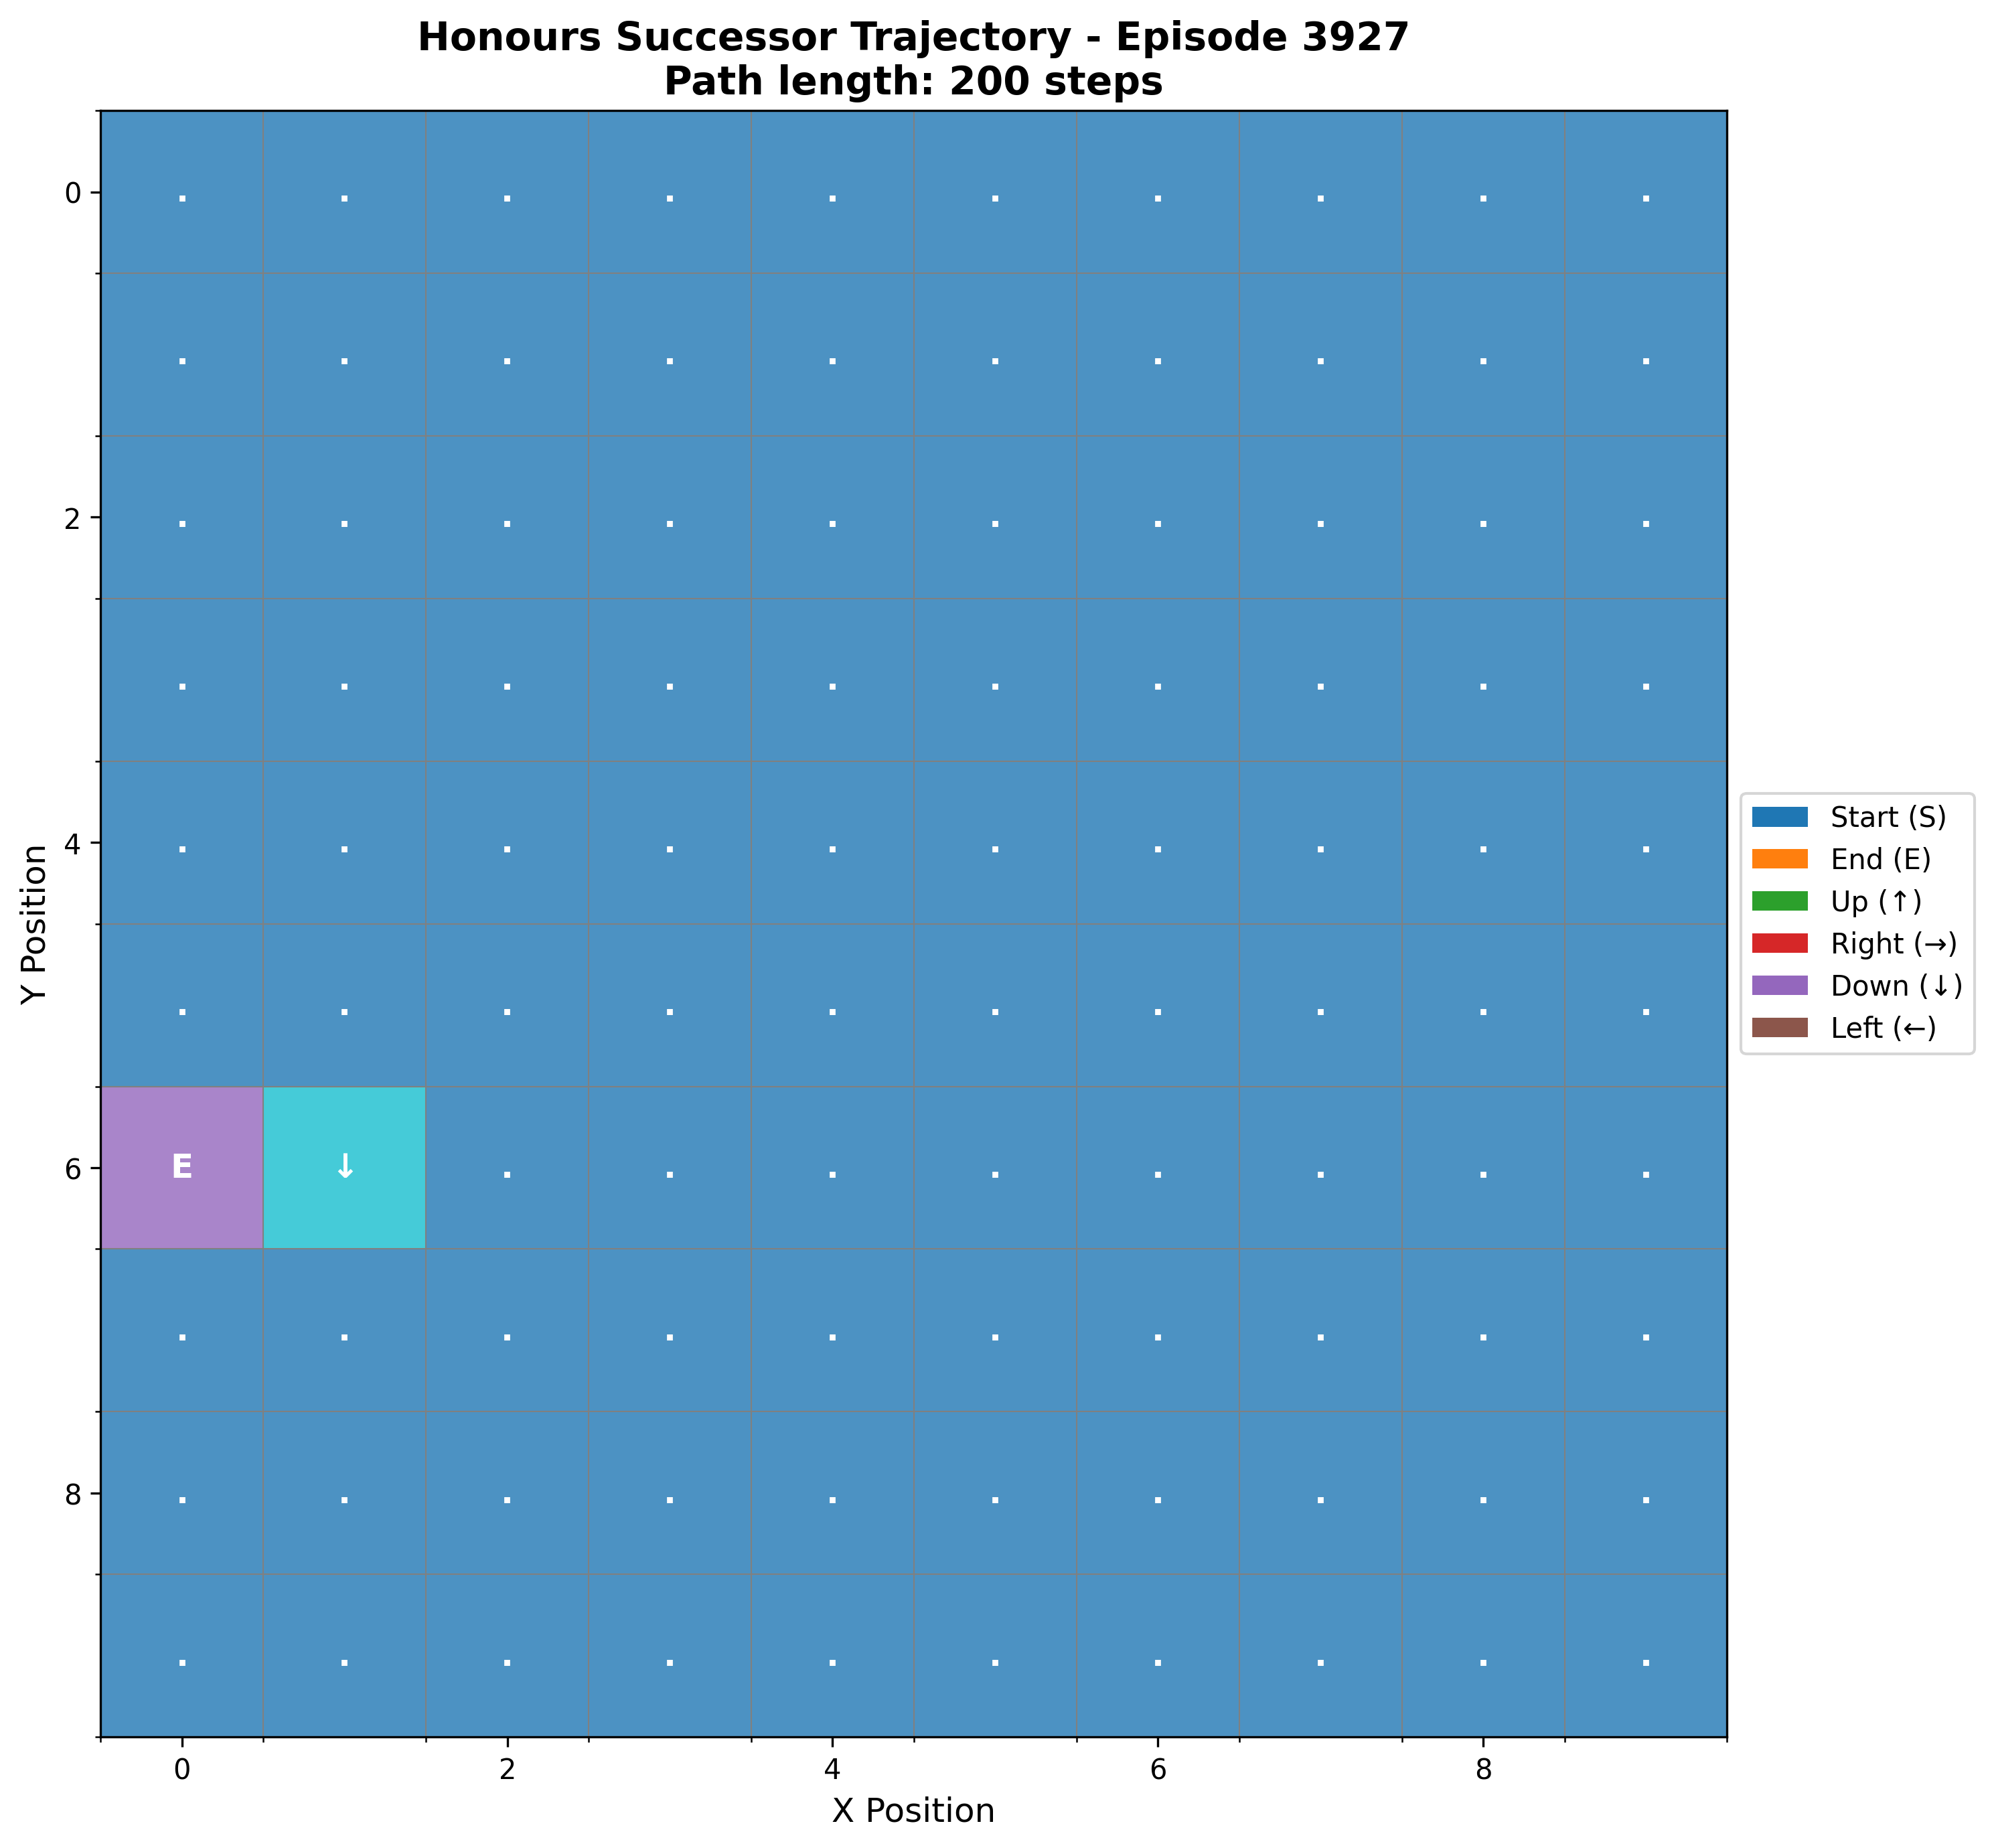 Honours Successor Trajectory - Episode 3927
Path length: 200 steps
0
2
4
Y Position
6
8
E ↓
0 2 4 6 8
X Position
Start (S)
End (E)
Up (↑)
Right (→)
Down (↓)
Left (←)